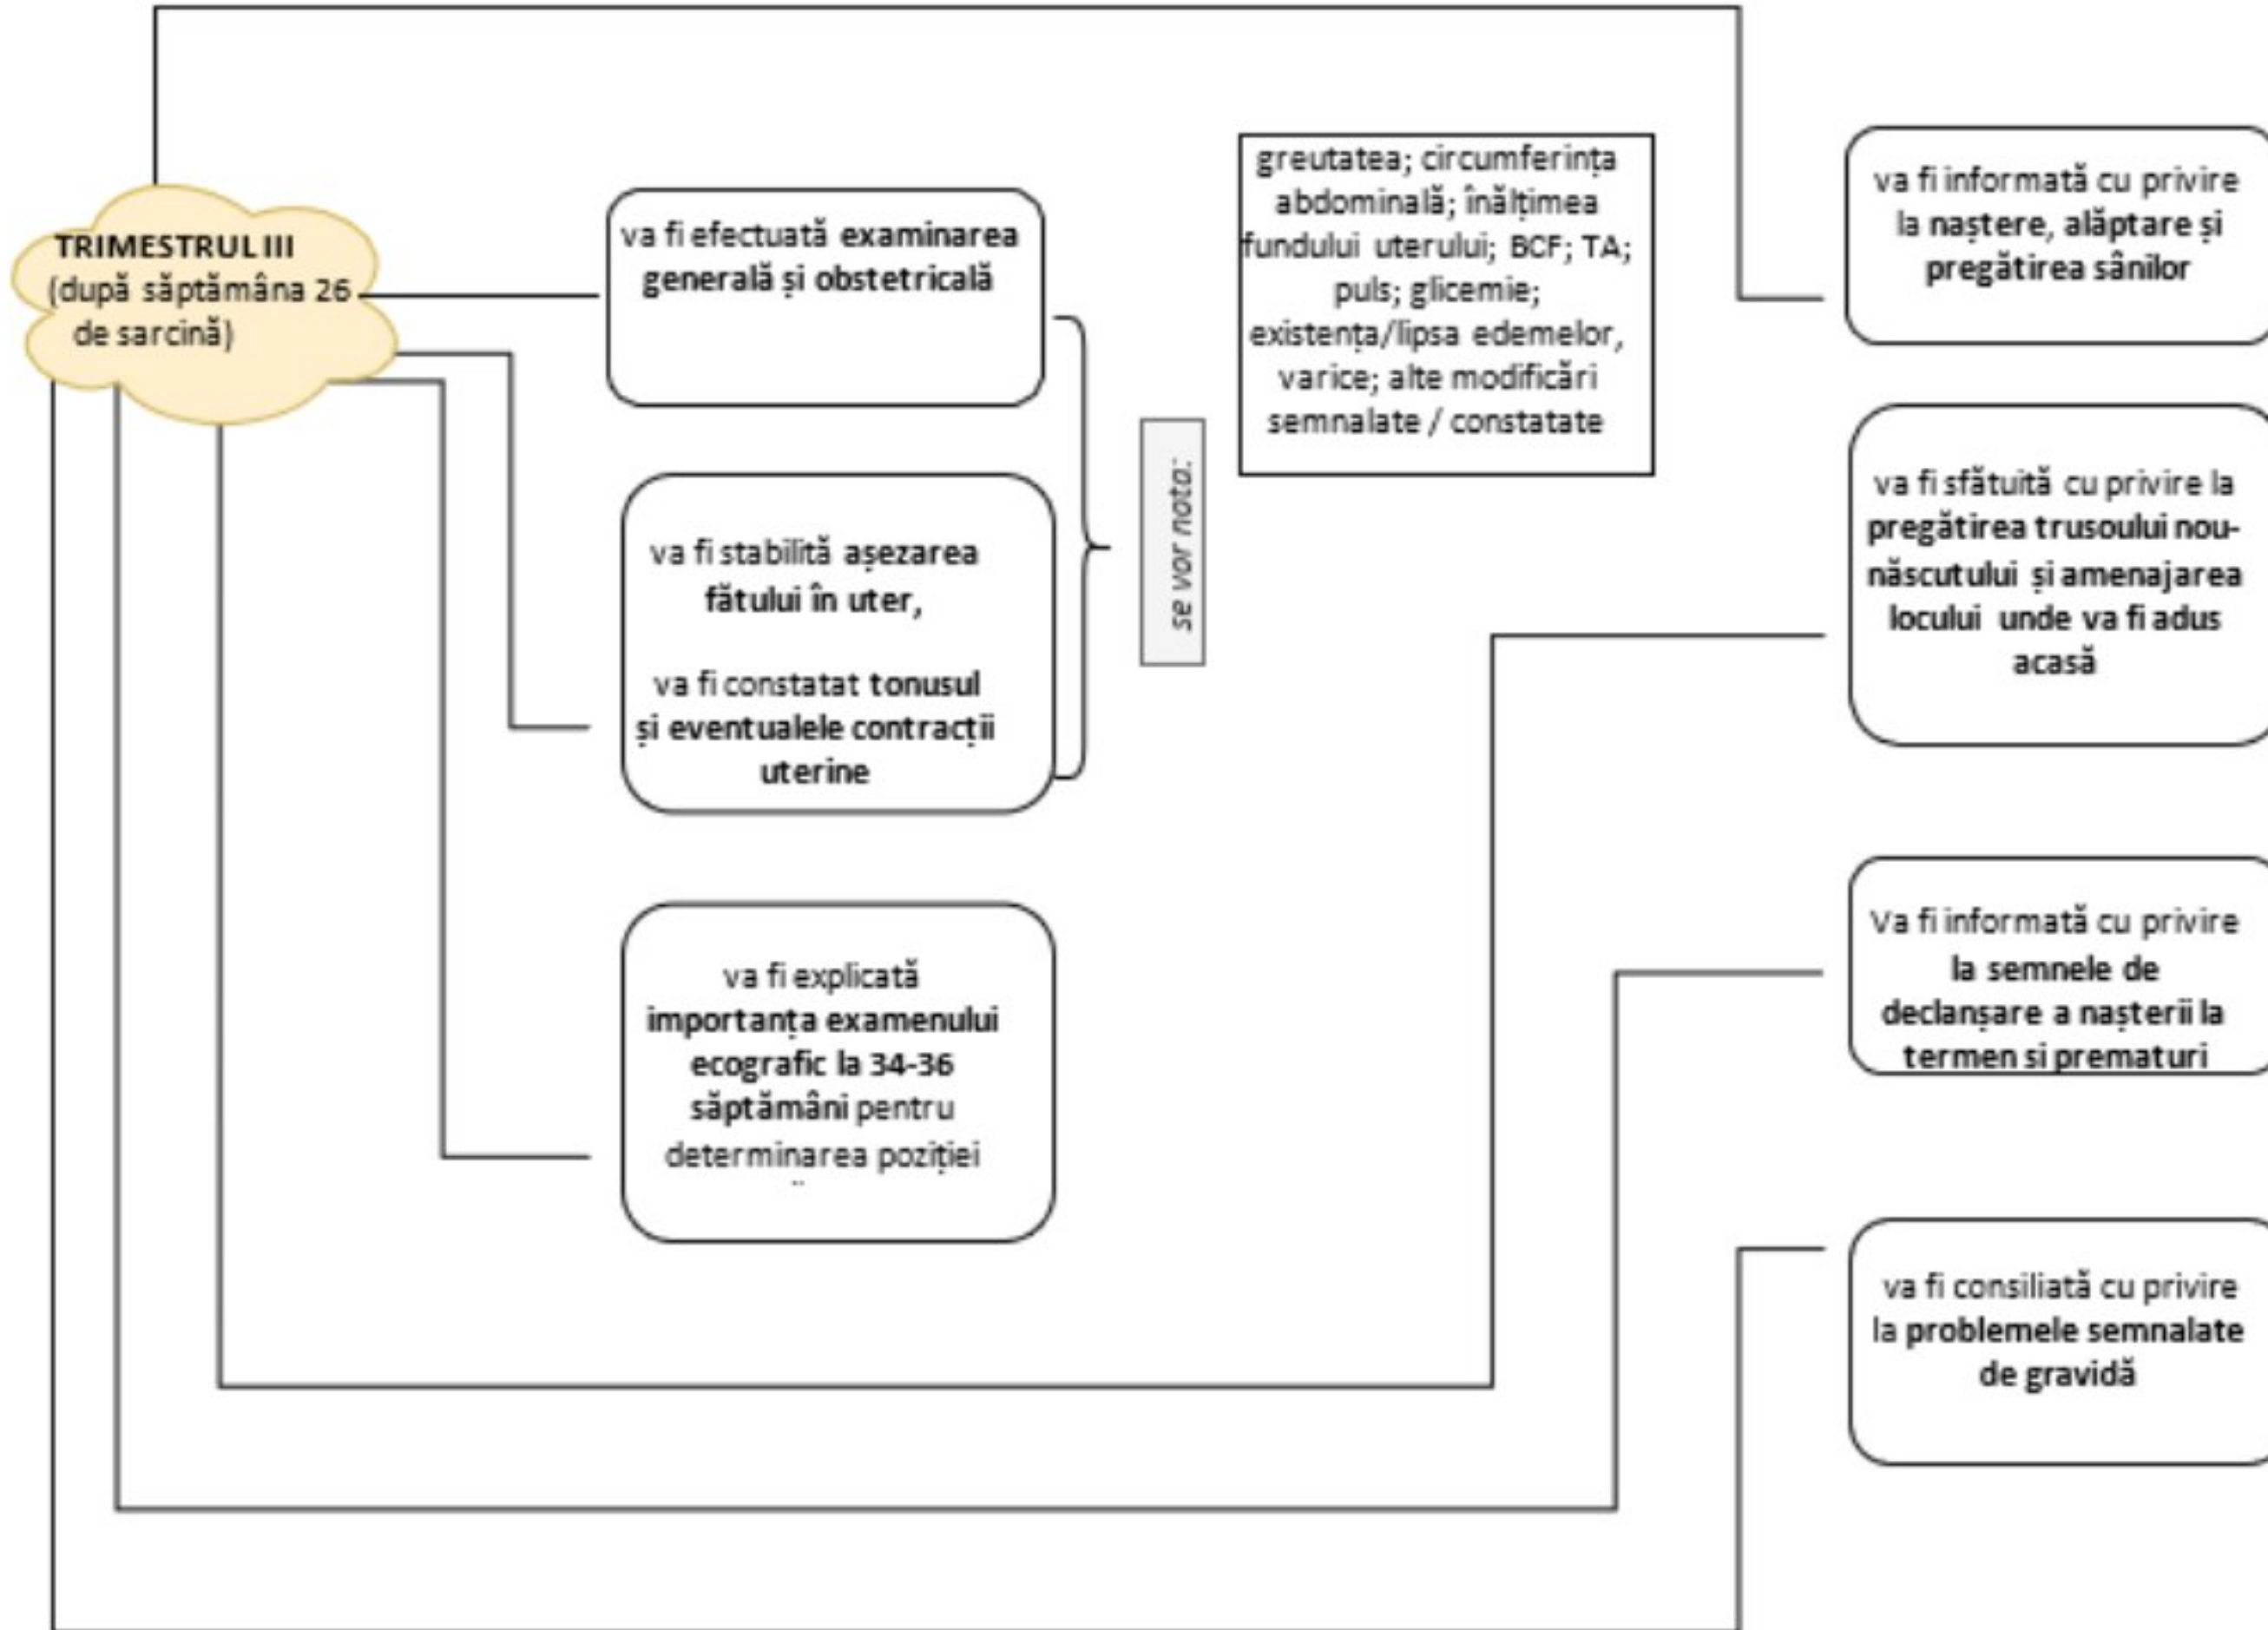 TRIMESTRUL III
(după săptămâna 26
de sarcină)
va fi efectuată examinarea
generală și obstetricală
va fi stabilită așezarea
fătului în uter,
va fi constatat tonusul
și eventualele contracții
uterine
va fi explicată
importanța examenului
ecografic la 34-36
săptămâni pentru
determinarea poziției
se vor nota:
greutatea; circumferința
abdominală; înălțimea
fundului uterului; BCF; TA;
puls; glicemie;
existența/lipsa edemelor,
varice; alte modificări
semnalate / constatate
va fi informată cu privire
la naștere, alăptare și
pregătirea sânilor
va fi sfătuită cu privire la
pregătirea trusoului nou-
născutului și amenajarea
locului unde va fi adus
acasă
Va fi informată cu privire
la semnele de
declanșare a nașterii la
termen si prematuri
va fi consiliată cu privire
la problemele semnalate
de gravidă